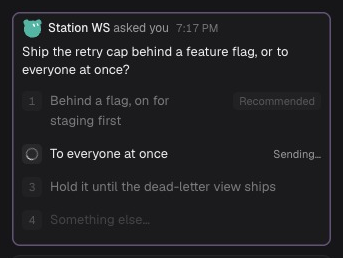 Station WS asked you 7:17 PM
Ship the retry cap behind a feature flag, or to
everyone at once?
1 Behind a flag, on for Recommended
staging first
To everyone at once Sending...
3 Hold it until the dead-letter view ships
4 Something else...